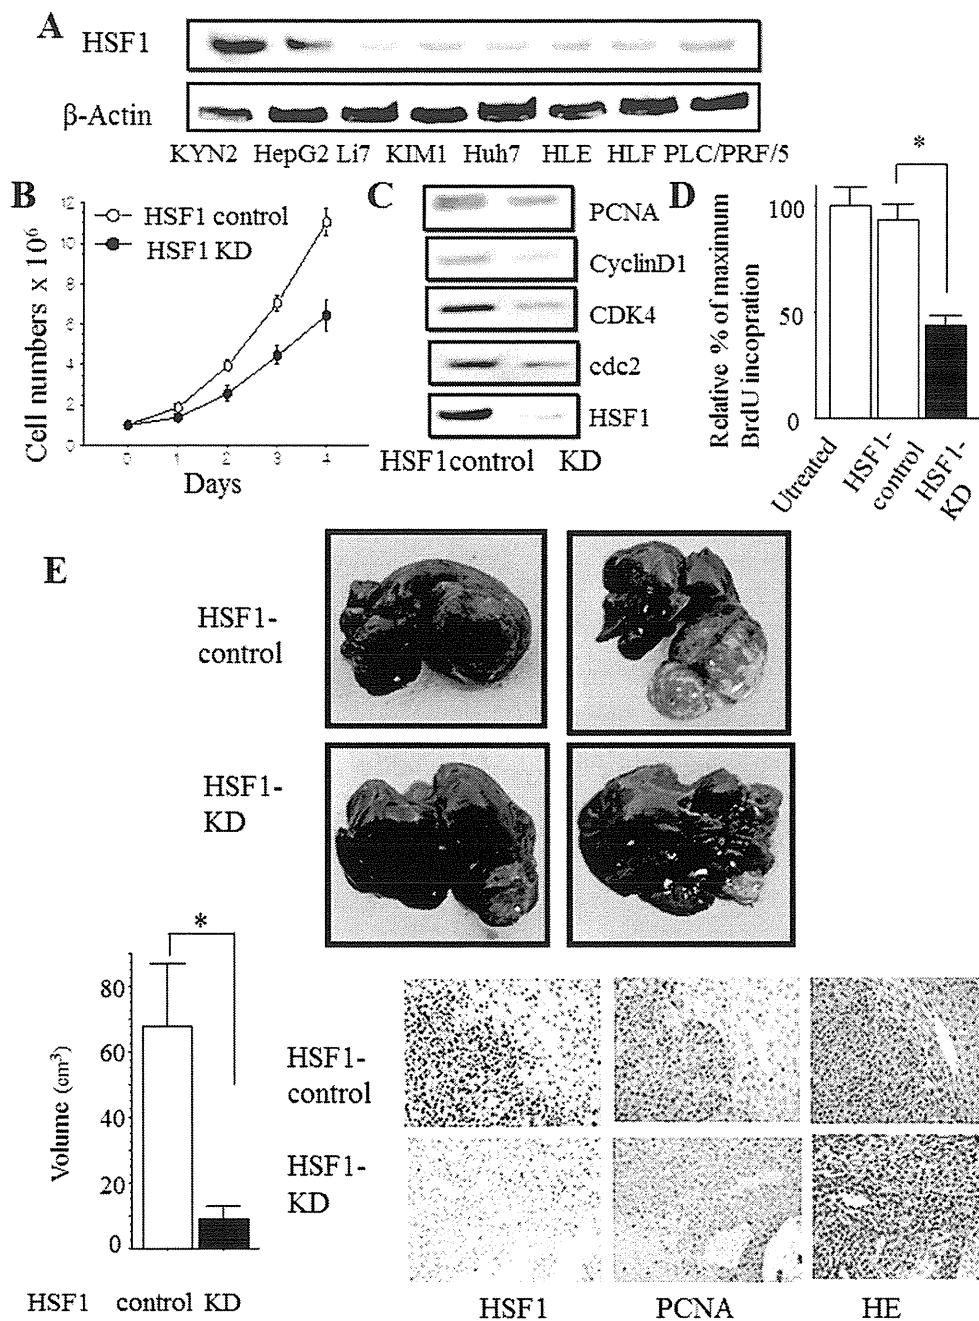 A
HSF1
β-Actin
KYN2 HepG2 Li7 KIM1 Huh7 HLE HLF PLC/PRF/5
B
HSF1 control
HSF1 KD
Cell numbers x 10⁶
12
10
8
6
4
2
0
0 1 2 3 4
Days
C
PCNA
CyclinD1
CDK4
cdc2
HSF1
HSF1control KD
D
*
Relative % of maximum
BrdU incopration
100
50
0
Utreated
HSF1-
control
HSF1-
KD
E
HSF1-
control
HSF1-
KD
*
Volume (cm³)
80
60
40
20
0
HSF1 control KD
HSF1-
control
HSF1-
KD
HSF1 PCNA HE